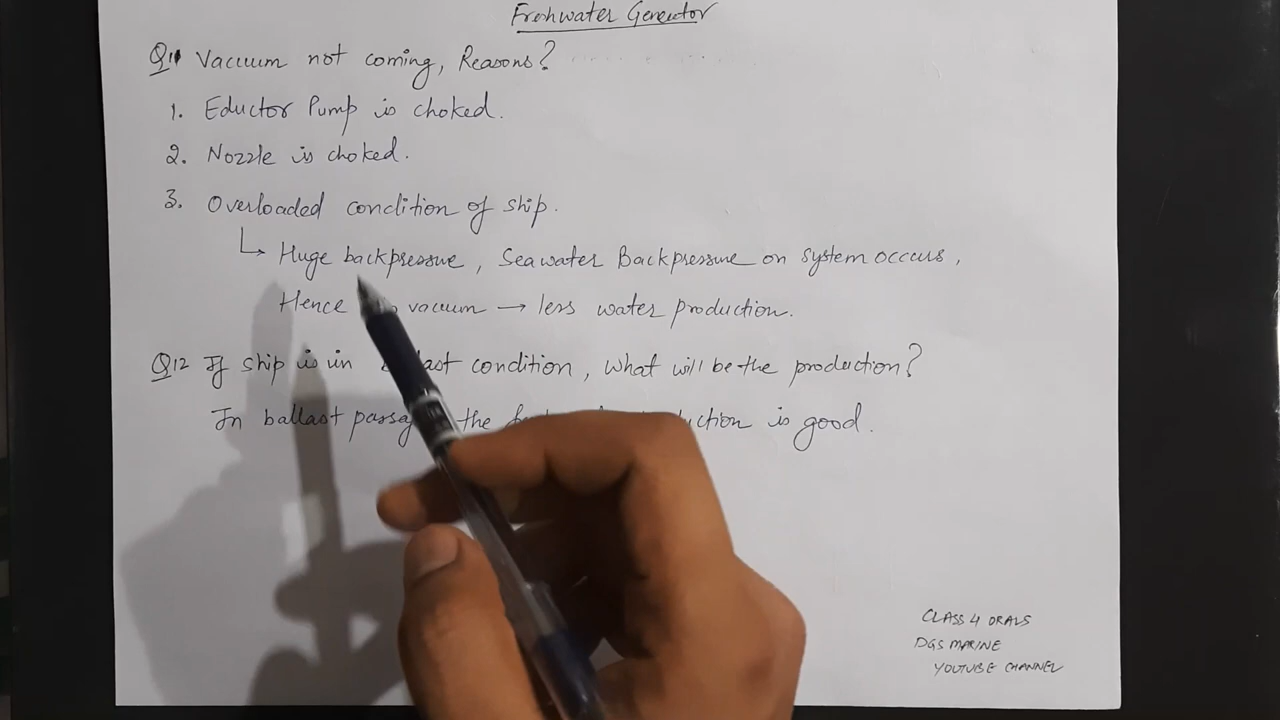 Freshwater Generator
Q11 Vacuum not coming, Reasons?
1. Eductor Pump is choked.
2. Nozzle is choked.
3. Overloaded condition of ship.
↳ Huge backpressure, Seawater Backpressure on system occurs,
Hence vacuum → less water production.
Q12 If ship is in condition, what will be the production?
In ballast the is good.
CLASS 4 ORALS
DGS MARINE
YOUTUBE CHANNEL